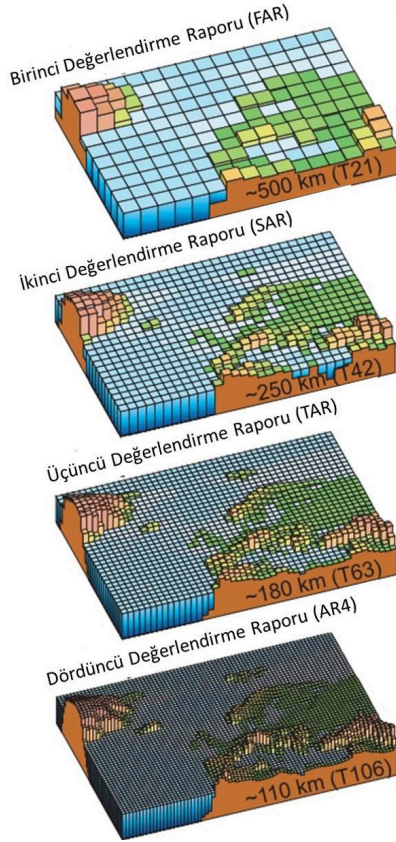 Birinci Değerlendirme Raporu (FAR)
~500 km (T21)
İkinci Değerlendirme Raporu (SAR)
~250 km (T42)
Üçüncü Değerlendirme Raporu (TAR)
~180 km (T63)
Dördüncü Değerlendirme Raporu (AR4)
~110 km (T106)